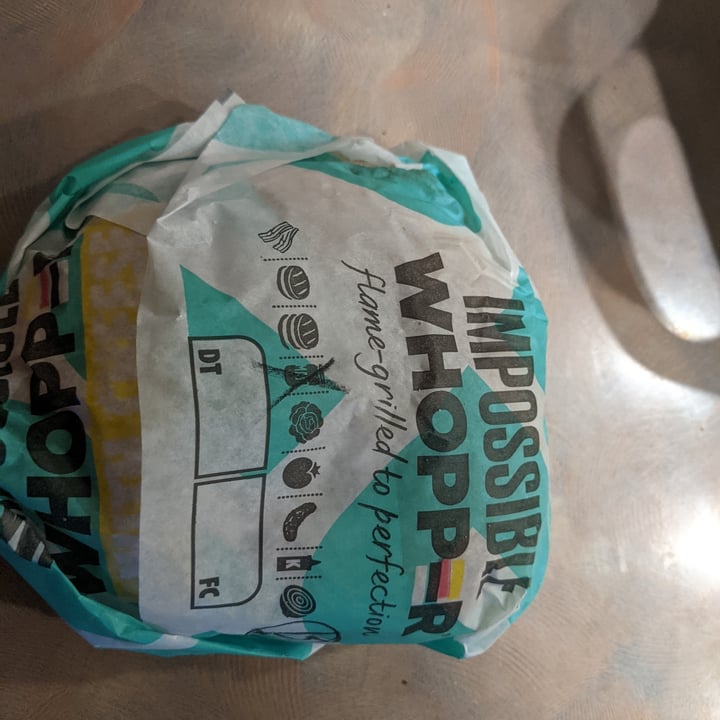 IMPOSSIBLE
WHOPPER
flame-grilled to perfection
K
DT
FC
WHOPPER